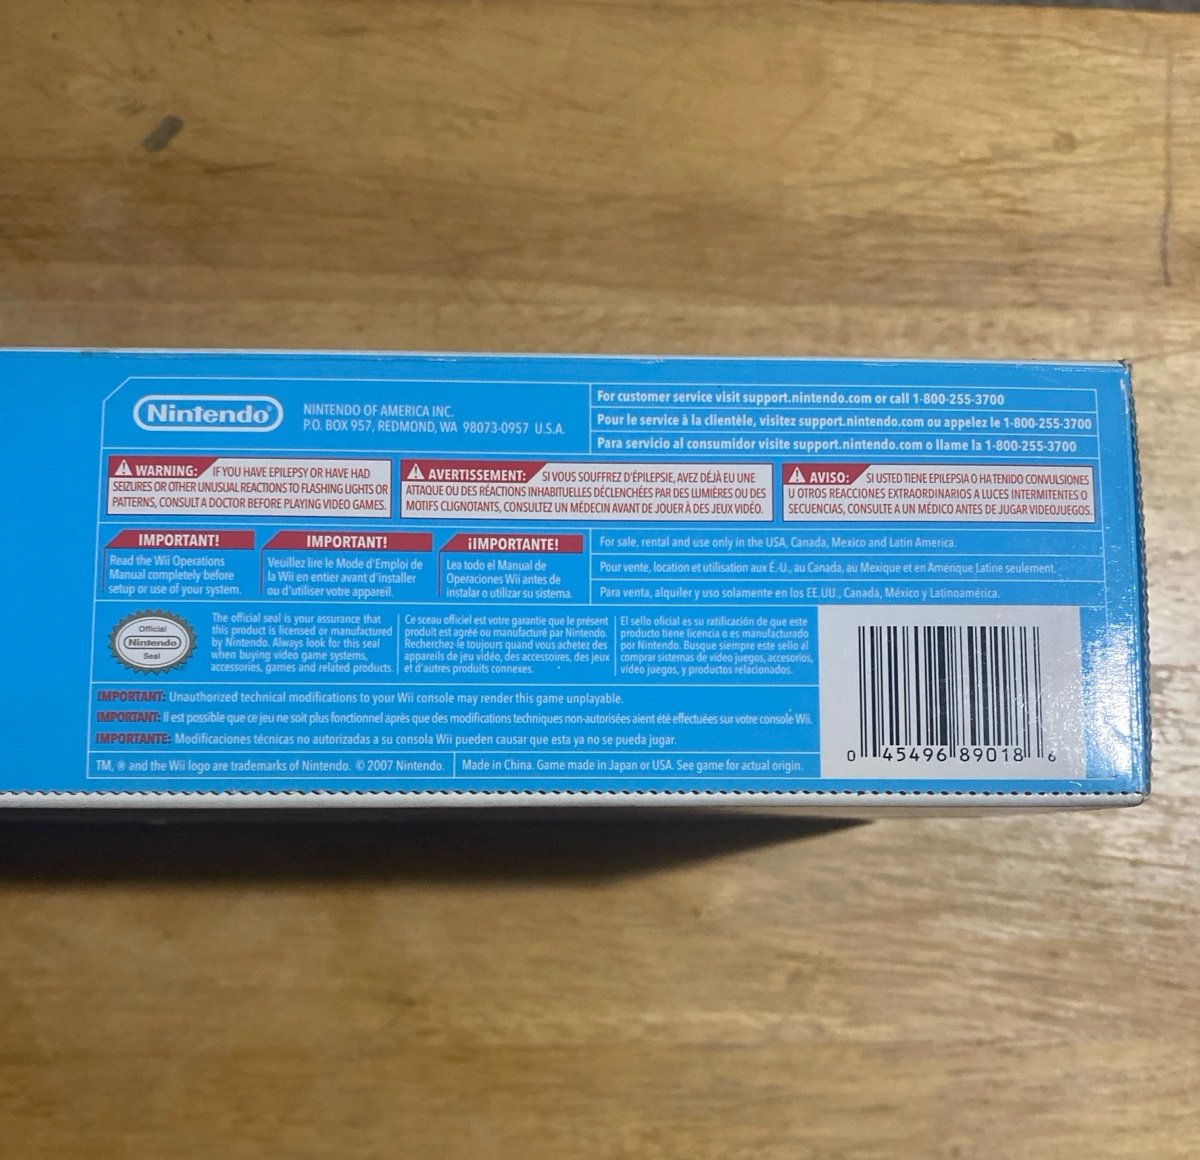 Nintendo®
NINTENDO OF AMERICA INC.
P.O. BOX 957, REDMOND, WA 98073-0957 U.S.A.
For customer service visit support.nintendo.com or call 1-800-255-3700
Pour le service à la clientèle, visitez support.nintendo.com ou appelez le 1-800-255-3700
Para servicio al consumidor visite support.nintendo.com o llame la 1-800-255-3700
WARNING: IF YOU HAVE EPILEPSY OR HAVE HAD
SEIZURES OR OTHER UNUSUAL REACTIONS TO FLASHING LIGHTS OR
PATTERNS, CONSULT A DOCTOR BEFORE PLAYING VIDEO GAMES.
AVERTISSEMENT: SI VOUS SOUFFREZ D'ÉPILEPSIE, AVEZ DÉJÀ EU UNE
ATTAQUE OU DES RÉACTIONS INHABITUELLES DÉCLENCHÉES PAR DES LUMIÈRES OU DES
MOTIFS CLIGNOTANTS, CONSULTEZ UN MÉDECIN AVANT DE JOUER À DES JEUX VIDÉO.
AVISO: SI USTED TIENE EPILEPSIA O HA TENIDO CONVULSIONES
U OTROS REACCIONES EXTRAORDINARIOS A LUCES INTERMITENTES O
SECUENCIAS, CONSULTE A UN MÉDICO ANTES DE JUGAR VIDEOJUEGOS.
IMPORTANT!
Read the Wii Operations
Manual completely before
setup or use of your system.
IMPORTANT!
Veuillez lire le Mode d'Emploi de
la Wii en entier avant d'installer
ou d'utiliser votre appareil.
¡IMPORTANTE!
Lea todo el Manual de
Operaciones Wii antes de
instalar o utilizar su sistema.
For sale, rental and use only in the USA, Canada, Mexico and Latin America.
Pour vente, location et utilisation aux É.-U., au Canada, au Mexique et en Amérique Latine seulement.
Para venta, alquiler y uso solamente en los EE.UU., Canadá, México y Latinoamérica.
Official
Nintendo
Seal
The official seal is your assurance that
this product is licensed or manufactured
by Nintendo. Always look for this seal
when buying video game systems,
accessories, games and related products.
Ce sceau officiel est votre garantie que le présent
produit est agréé ou manufacturé par Nintendo.
Recherchez-le toujours quand vous achetez des
appareils de jeu vidéo, des accessoires, des jeux
et d'autres produits connexes.
El sello oficial es su ratificación de que este
producto tiene licencia o es manufacturado
por Nintendo. Busque siempre este sello al
comprar sistemas de video juegos, accesorios,
video juegos, y productos relacionados.
IMPORTANT: Unauthorized technical modifications to your Wii console may render this game unplayable.
IMPORTANT: Il est possible que ce jeu ne soit plus fonctionnel après que des modifications techniques non-autorisées aient été effectuées sur votre console Wii.
IMPORTANTE: Modificaciones técnicas no autorizadas a su consola Wii pueden causar que esta ya no se pueda jugar.
TM, ® and the Wii logo are trademarks of Nintendo. © 2007 Nintendo.
Made in China. Game made in Japan or USA. See game for actual origin.
0 45496 89018 6